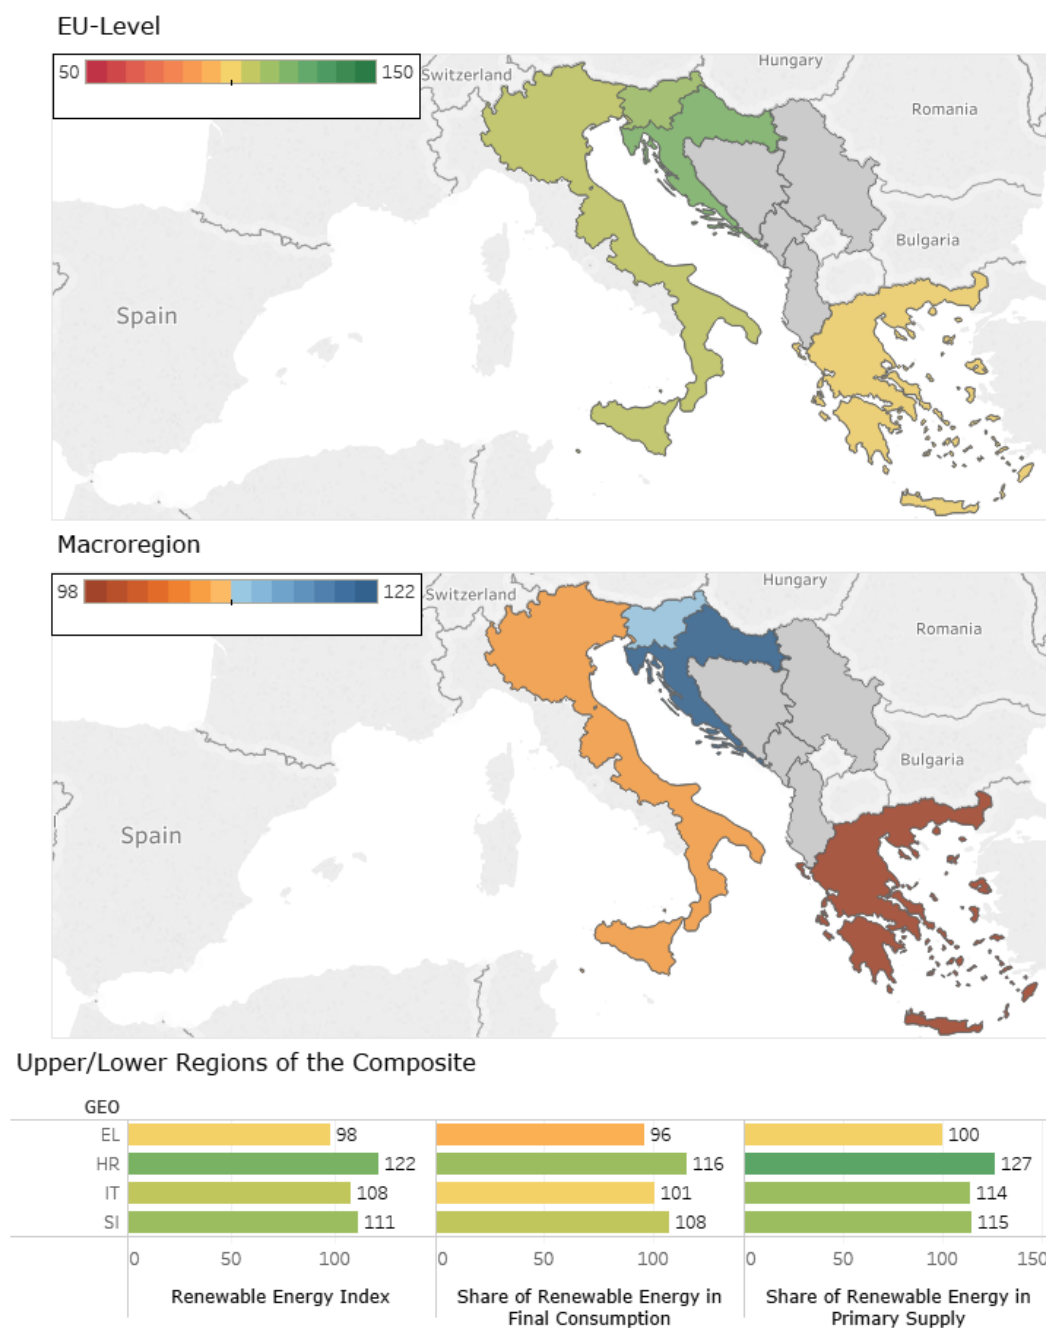 EU-Level
50 150
Switzerland
Hungary
Romania
Bulgaria
Spain
Macroregion
98 122
Switzerland
Hungary
Romania
Bulgaria
Spain
Upper/Lower Regions of the Composite
GEO
EL 98 96 100
HR 122 116 127
IT 108 101 114
SI 111 108 115
0 50 100 0 50 100 0 50 100 150
Renewable Energy Index Share of Renewable Energy in Share of Renewable Energy in
Final Consumption Primary Supply